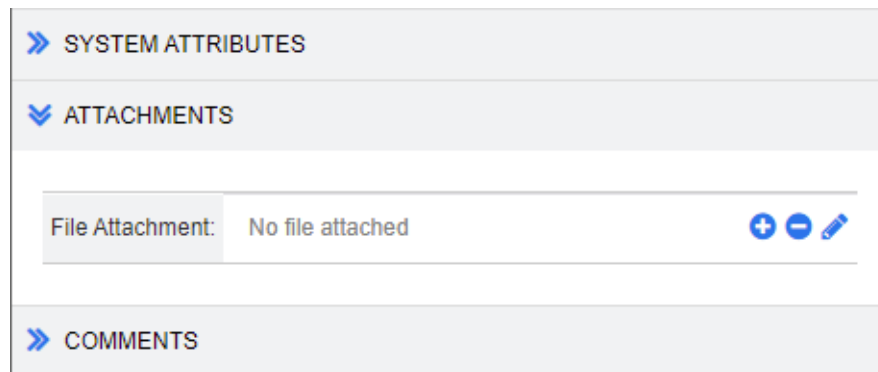 SYSTEM ATTRIBUTES
ATTACHMENTS
File Attachment: No file attached
COMMENTS